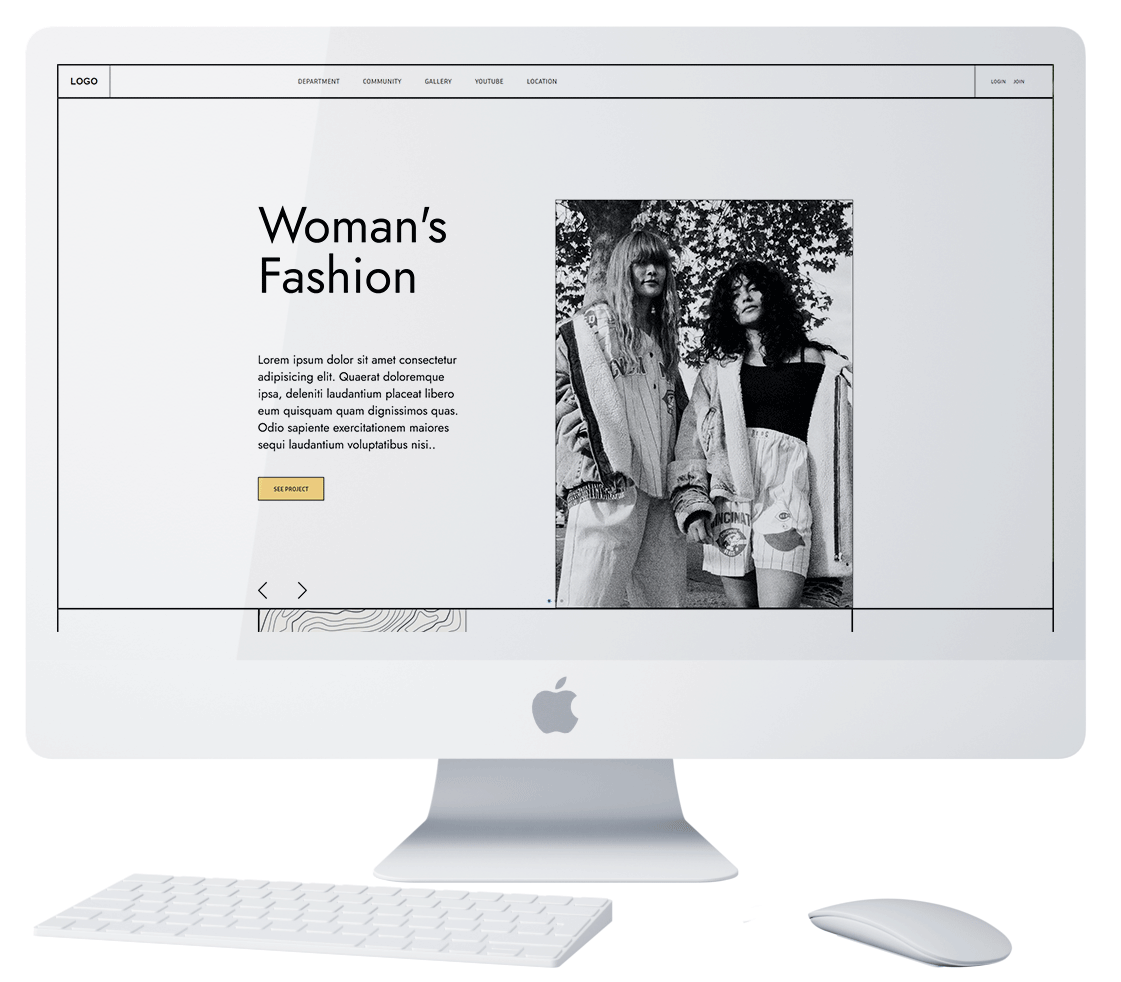 LOGO
DEPARTMENT COMMUNITY GALLERY YOUTUBE LOCATION
LOGIN JOIN
Woman's
Fashion
Lorem ipsum dolor sit amet consectetur
adipisicing elit. Quaerat doloremque
ipsa, deleniti laudantium placeat libero
eum quisquam quam dignissimos quas.
Odio sapiente exercitationem maiores
sequi laudantium voluptatibus nisi..
SEE PROJECT